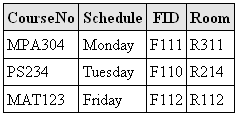 CourseNo Schedule FID Room
MPA304 Monday F111 R311
PS234 Tuesday F110 R214
MAT123 Friday F112 R112